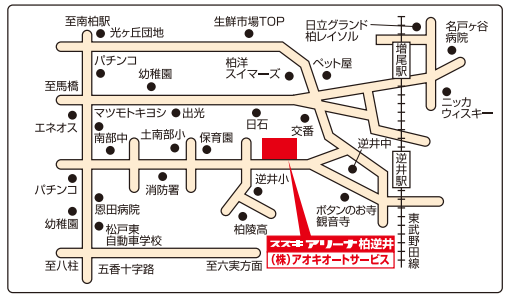 至南柏駅
光ヶ丘団地
生鮮市場TOP
日立グランド
柏レイソル
名戸ヶ谷
病院
増尾駅
パチンコ
柏洋
スイマーズ
ペット屋
幼稚園
至馬橋
マツモトキヨシ
出光
日石
交番
ニッカ
ウィスキー
エネオス
南部中
土南部小
保育園
逆井中
逆井駅
パチンコ
消防署
逆井小
恩田病院
ボタンのお寺
観音寺
幼稚園
松戸東
自動車学校
柏陵高
東武野田線
スズキ アリーナ柏逆井
(株)アオキオートサービス
至八柱
五香十字路
至六実方面